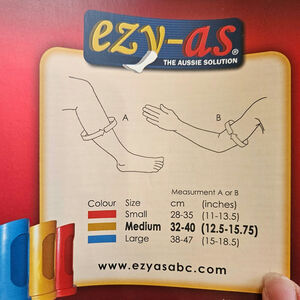 ezy-as®
THE AUSSIE SOLUTION
A
B
Measurment A or B
Colour Size cm (inches)
Small 28-35 (11-13.5)
Medium 32-40 (12.5-15.75)
Large 38-47 (15-18.5)
www.ezyasabc.com